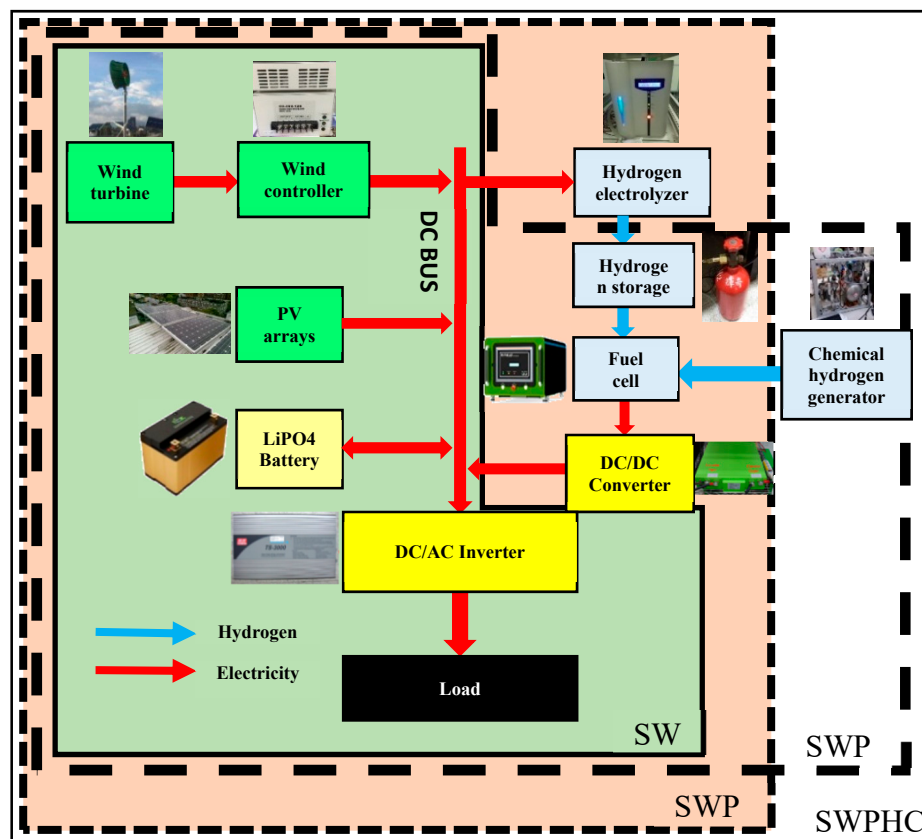 Wind
turbine
Wind
controller
Hydrogen
electrolyzer
DC BUS
Hydroge
n storage
PV
arrays
Fuel
cell
Chemical
hydrogen
generator
LiPO4
Battery
DC/DC
Converter
DC/AC Inverter
Hydrogen
Electricity
Load
SW
SWP
SWP
SWPHC